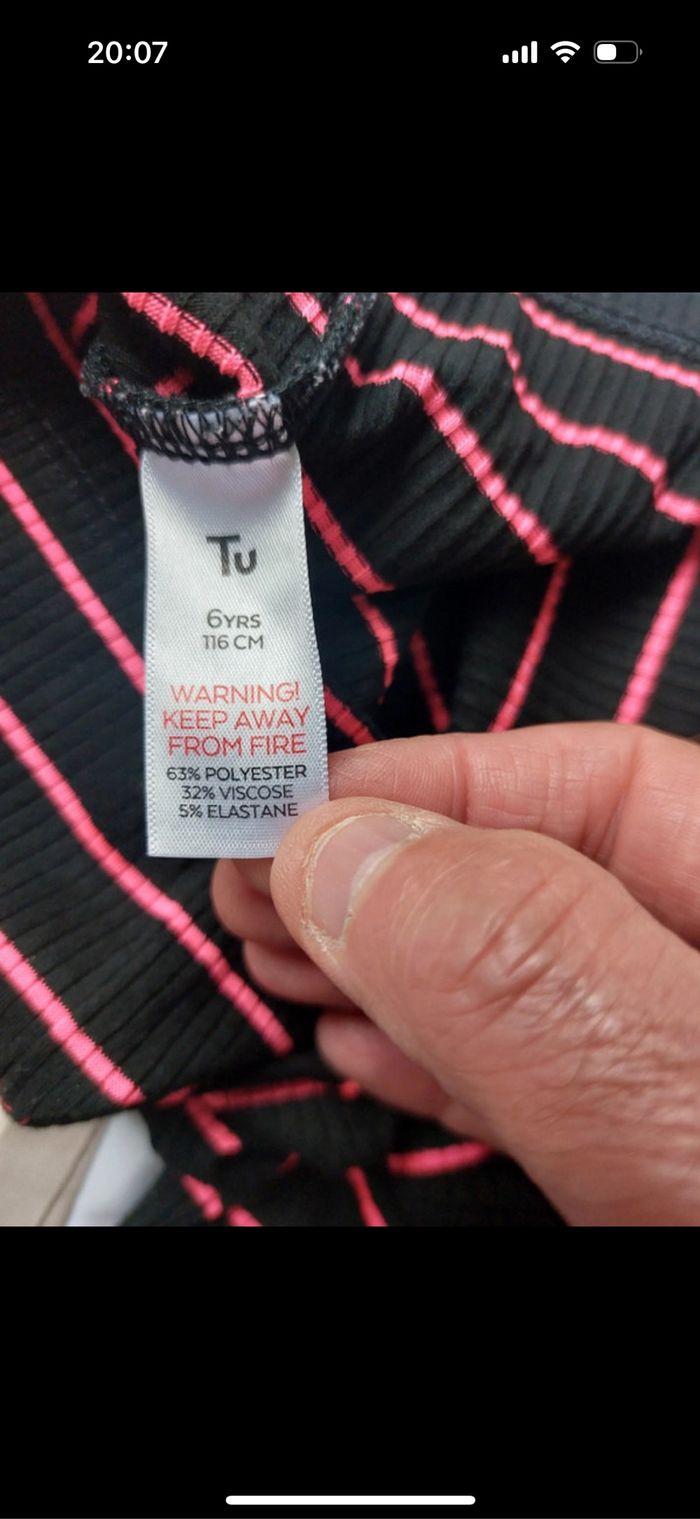 20:07
Tu
6YRS
116 CM
WARNING!
KEEP AWAY
FROM FIRE
63% POLYESTER
32% VISCOSE
5% ELASTANE